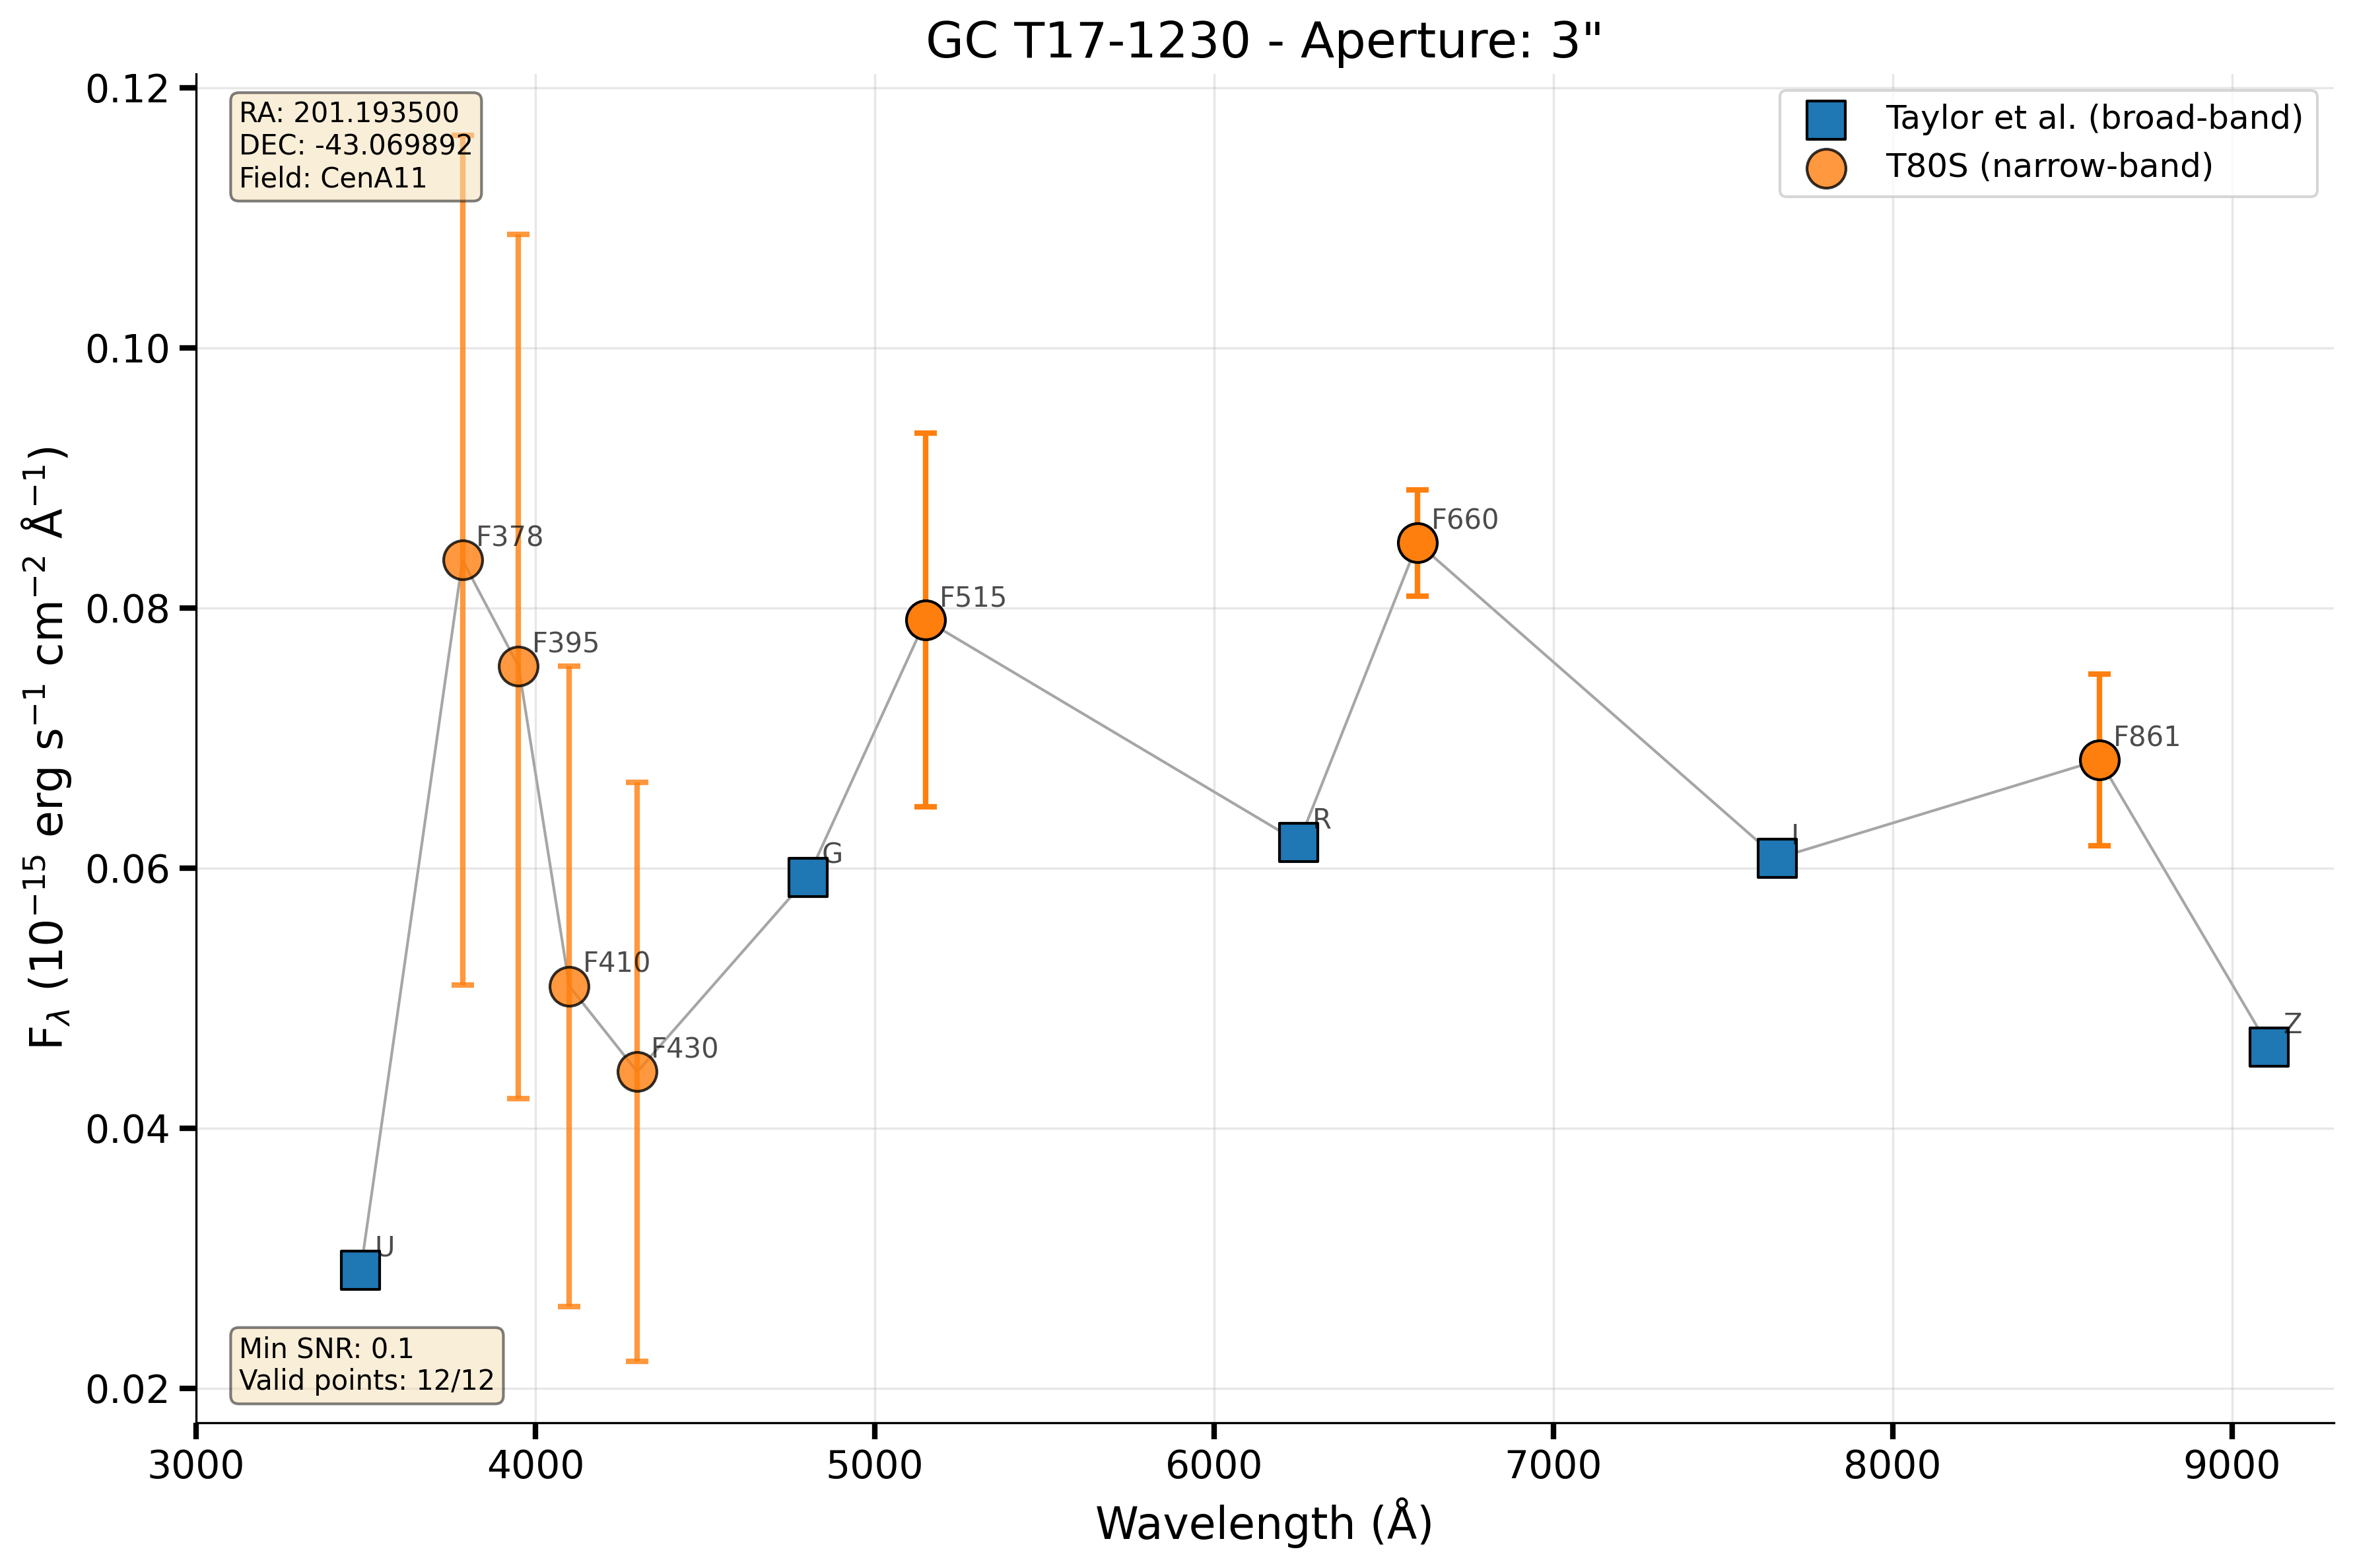 GC T17-1230 - Aperture: 3"
RA: 201.193500
DEC: -43.069892
Field: CenA11
Taylor et al. (broad-band)
T80S (narrow-band)
0.12
0.10
0.08
0.06
0.04
0.02
F378
F395
F410
F430
F515
F660
F861
U
G
R
I
Z
Min SNR: 0.1
Valid points: 12/12
3000 4000 5000 6000 7000 8000 9000
Wavelength (Å)
Fλ (10⁻¹⁵ erg s⁻¹ cm⁻² Å⁻¹)